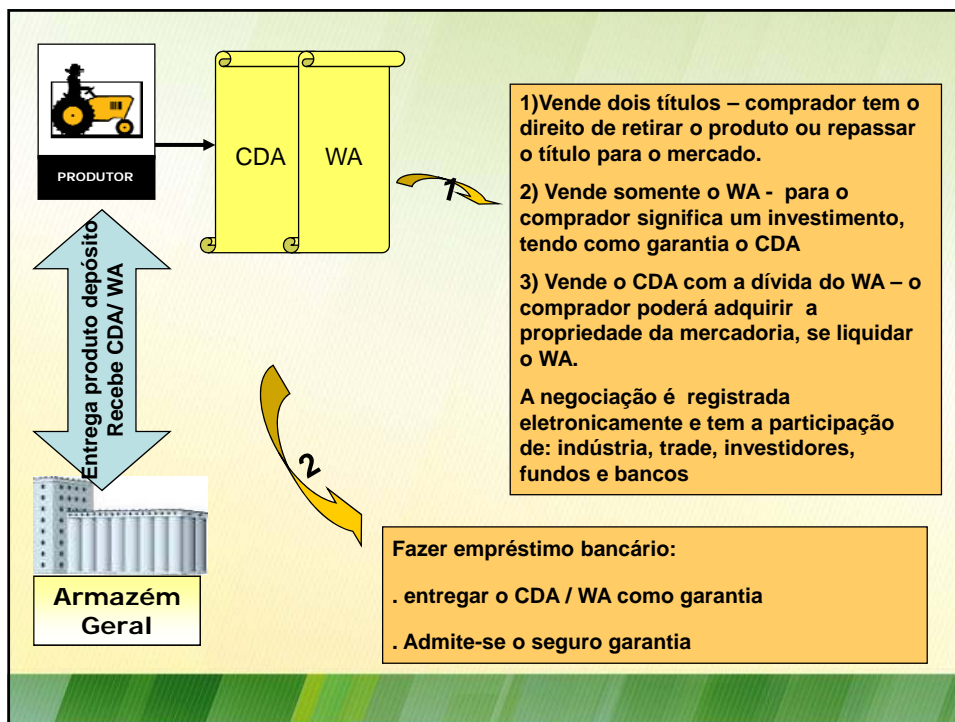 PRODUTOR
CDA
WA
Entrega produto depósito
Recebe CDA/ WA
Armazém
Geral
1
1)Vende dois títulos – comprador tem o
direito de retirar o produto ou repassar
o título para o mercado.
2) Vende somente o WA - para o
comprador significa um investimento,
tendo como garantia o CDA
3) Vende o CDA com a dívida do WA – o
comprador poderá adquirir a
propriedade da mercadoria, se liquidar
o WA.
A negociação é registrada
eletronicamente e tem a participação
de: indústria, trade, investidores,
fundos e bancos
2
Fazer empréstimo bancário:
. entregar o CDA / WA como garantia
. Admite-se o seguro garantia